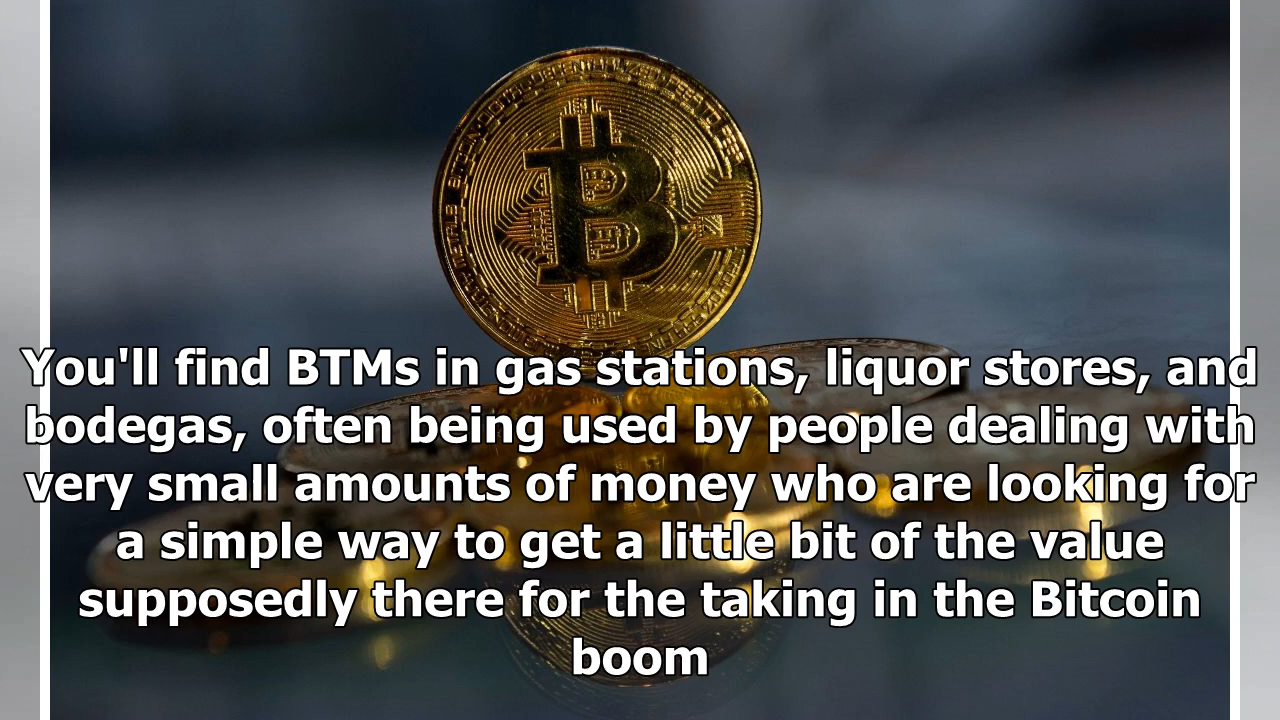 You'll find BTMs in gas stations, liquor stores, and
bodegas, often being used by people dealing with
very small amounts of money who are looking for
a simple way to get a little bit of the value
supposedly there for the taking in the Bitcoin
boom